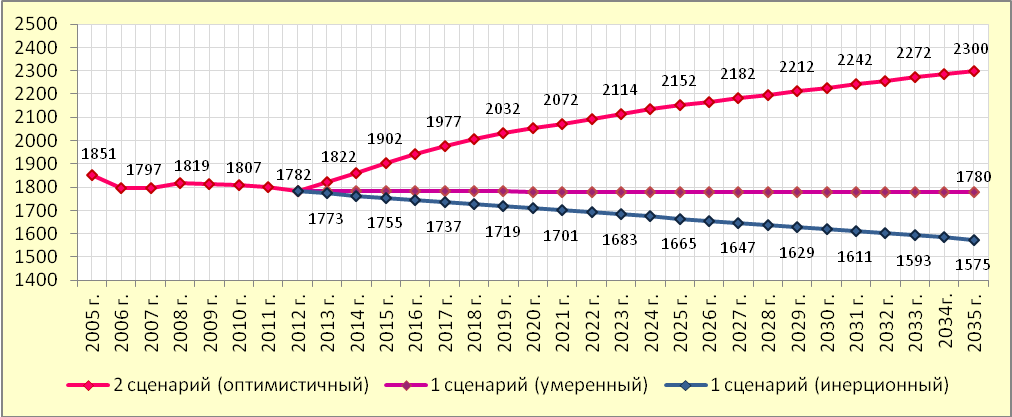 2500
2400
2300
2200
2100
2000
1900
1800
1700
1600
1500
1400
1851
1797
1819
1807
1782
1822
1902
1977
2032
2072
2114
2152
2182
2212
2242
2272
2300
1780
1773
1755
1737
1719
1701
1683
1665
1647
1629
1611
1593
1575
2005 г.
2006 г.
2007 г.
2008 г.
2009 г.
2010 г.
2011 г.
2012 г.
2013 г.
2014 г.
2015 г.
2016 г.
2017 г.
2018 г.
2019 г.
2020 г.
2021 г.
2022 г.
2023 г.
2024 г.
2025 г.
2026 г.
2027 г.
2028 г.
2029 г.
2030 г.
2031 г.
2032 г.
2033 г.
2034г.
2035 г.
2 сценарий (оптимистичный) 1 сценарий (умеренный) 1 сценарий (инерционный)